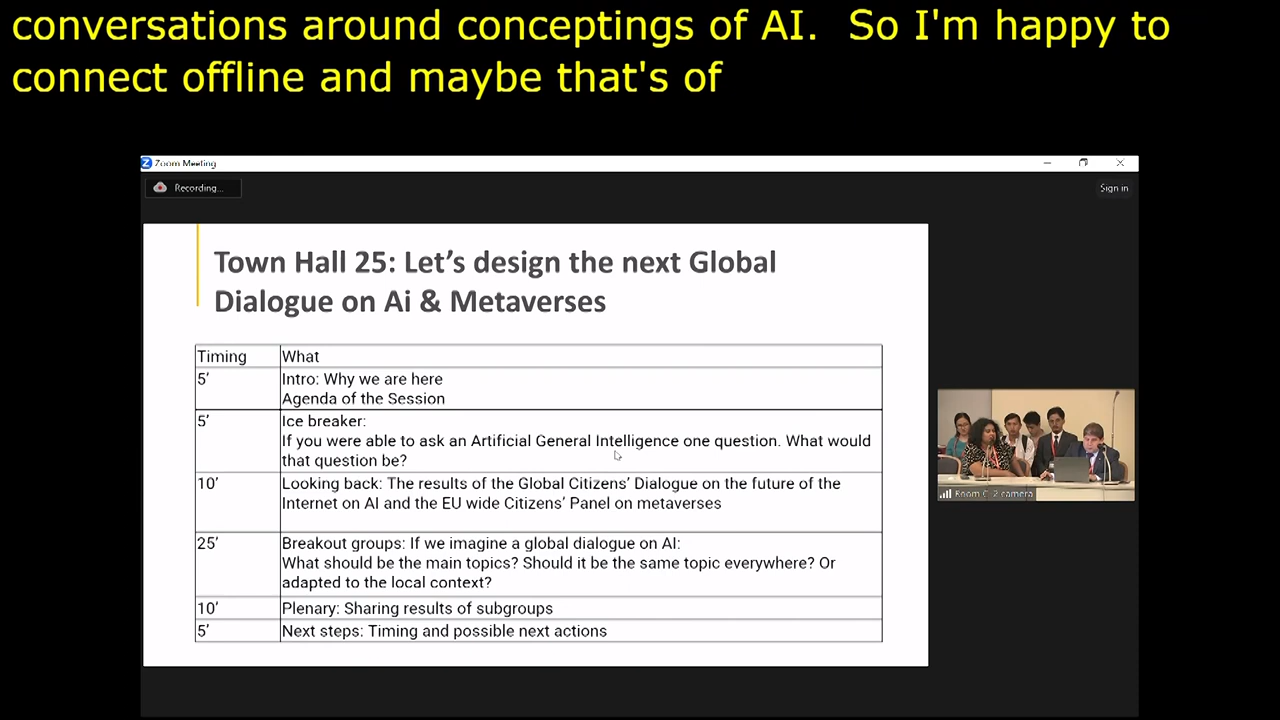 conversations around conceptings of AI.  So I'm happy to
connect offline and maybe that's of
Zoom Meeting
Recording...
Sign in
Town Hall 25: Let's design the next Global
Dialogue on Ai & Metaverses
Timing What
5' Intro: Why we are here
Agenda of the Session
5' Ice breaker:
If you were able to ask an Artificial General Intelligence one question. What would
that question be?
10' Looking back: The results of the Global Citizens' Dialogue on the future of the
Internet on AI and the EU wide Citizens' Panel on metaverses
25' Breakout groups: If we imagine a global dialogue on AI:
What should be the main topics? Should it be the same topic everywhere? Or
adapted to the local context?
10' Plenary: Sharing results of subgroups
5' Next steps: Timing and possible next actions
Room C_2 camera